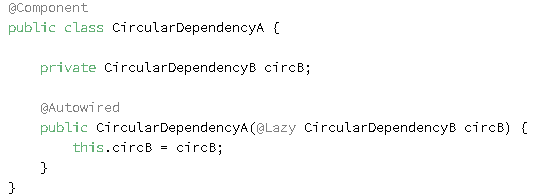 @Component
public class CircularDependencyA {
    private CircularDependencyB circB;
    @Autowired
    public CircularDependencyA(@Lazy CircularDependencyB circB) {
        this.circB = circB;
    }
}